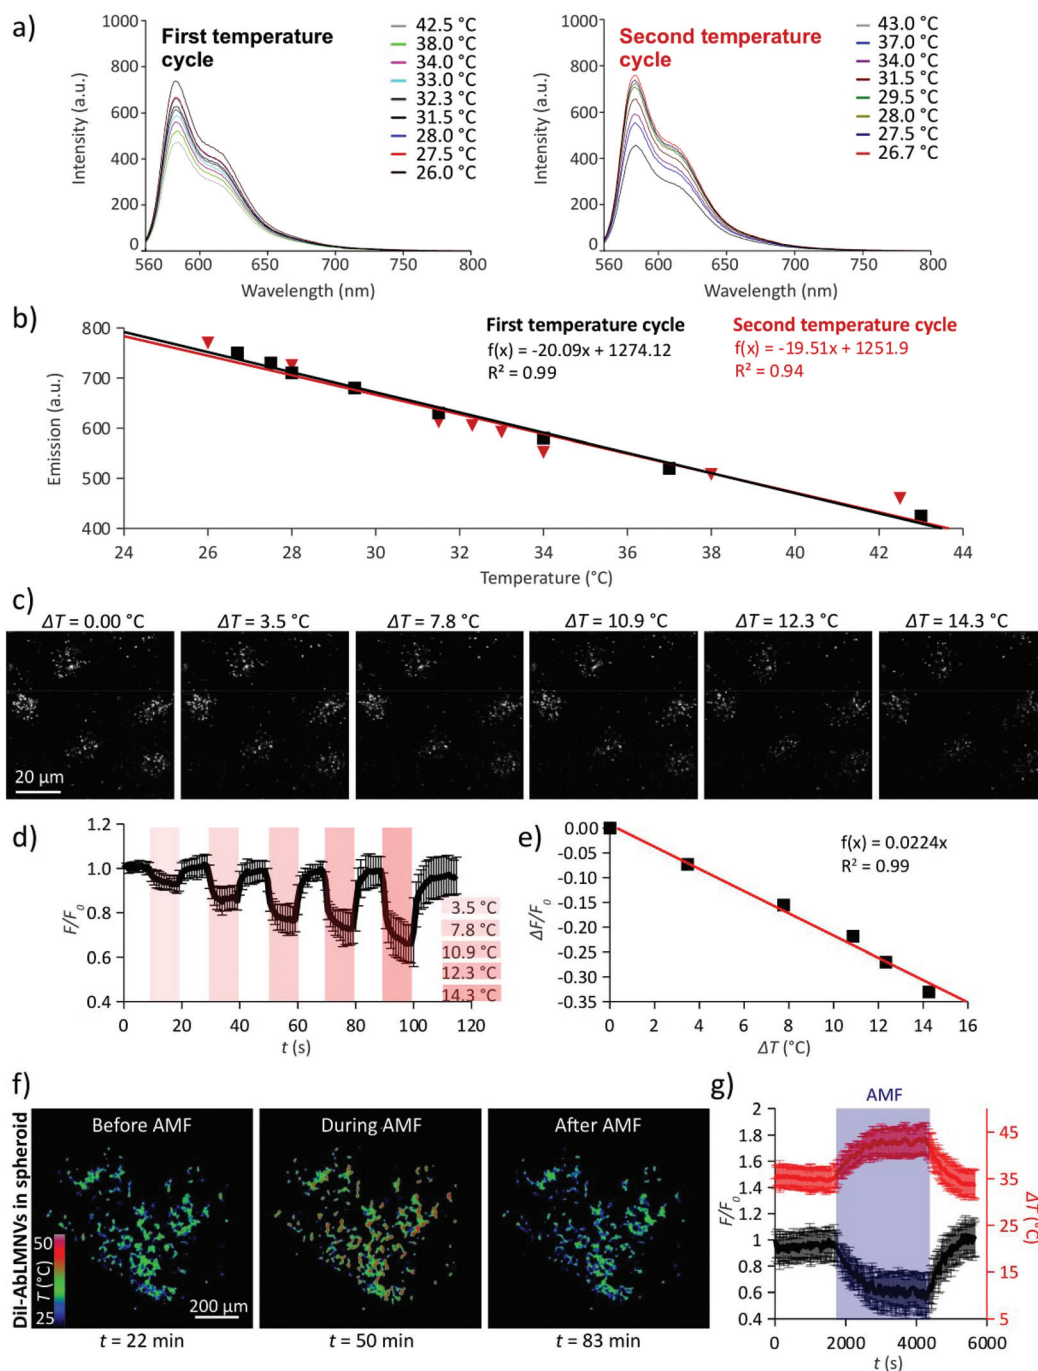 a)
1000
800
600
400
200
0
560
600
650
700
800
Intensity (a.u.)
Wavelength (nm)
First temperature
cycle
42.5 °C
38.0 °C
34.0 °C
33.0 °C
32.3 °C
31.5 °C
28.0 °C
27.5 °C
26.0 °C
1000
800
600
400
200
0
560
600
650
700
800
Intensity (a.u.)
Wavelength (nm)
Second temperature
cycle
43.0 °C
37.0 °C
34.0 °C
31.5 °C
29.5 °C
28.0 °C
27.5 °C
26.7 °C
b)
800
700
600
500
400
Emission (a.u.)
First temperature cycle
f(x) = -20.09x + 1274.12
R² = 0.99
Second temperature cycle
f(x) = -19.51x + 1251.9
R² = 0.94
24 26 28 30 32 34 36 38 40 42 44
Temperature (°C)
c)
ΔT = 0.00 °C ΔT = 3.5 °C ΔT = 7.8 °C ΔT = 10.9 °C ΔT = 12.3 °C ΔT = 14.3 °C
20 µm
d)
1.2
1.0
0.8
0.6
0.4
F/F0
3.5 °C
7.8 °C
10.9 °C
12.3 °C
14.3 °C
0 20 40 60 80 100 120
t (s)
e)
0.00
-0.05
-0.10
-0.15
-0.20
-0.25
-0.30
-0.35
ΔF/F0
f(x) = 0.0224x
R² = 0.99
0 2 4 6 8 10 12 14 16
ΔT (°C)
f)
DiI-AbLMNVs in spheroid
Before AMF
During AMF
After AMF
50
T (°C)
25
200 µm
t = 22 min
t = 50 min
t = 83 min
g)
AMF
2
1.8
1.6
1.4
1.2
1
0.8
0.6
0.4
F/F0
45
35
25
15
5
ΔT (°C)
0 2000 4000 6000
t (s)